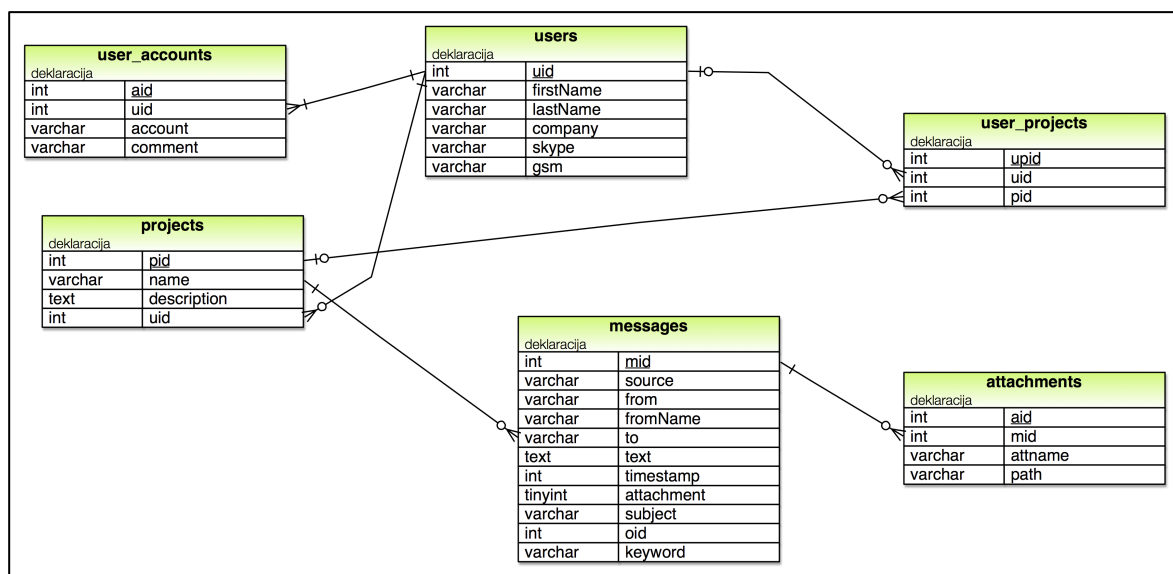 user_accounts
deklaracija
int aid
int uid
varchar account
varchar comment
users
deklaracija
int uid
varchar firstName
varchar lastName
varchar company
varchar skype
varchar gsm
user_projects
deklaracija
int upid
int uid
int pid
projects
deklaracija
int pid
varchar name
text description
int uid
messages
deklaracija
int mid
varchar source
varchar from
varchar fromName
varchar to
text text
int timestamp
tinyint attachment
varchar subject
int oid
varchar keyword
attachments
deklaracija
int aid
int mid
varchar attname
varchar path